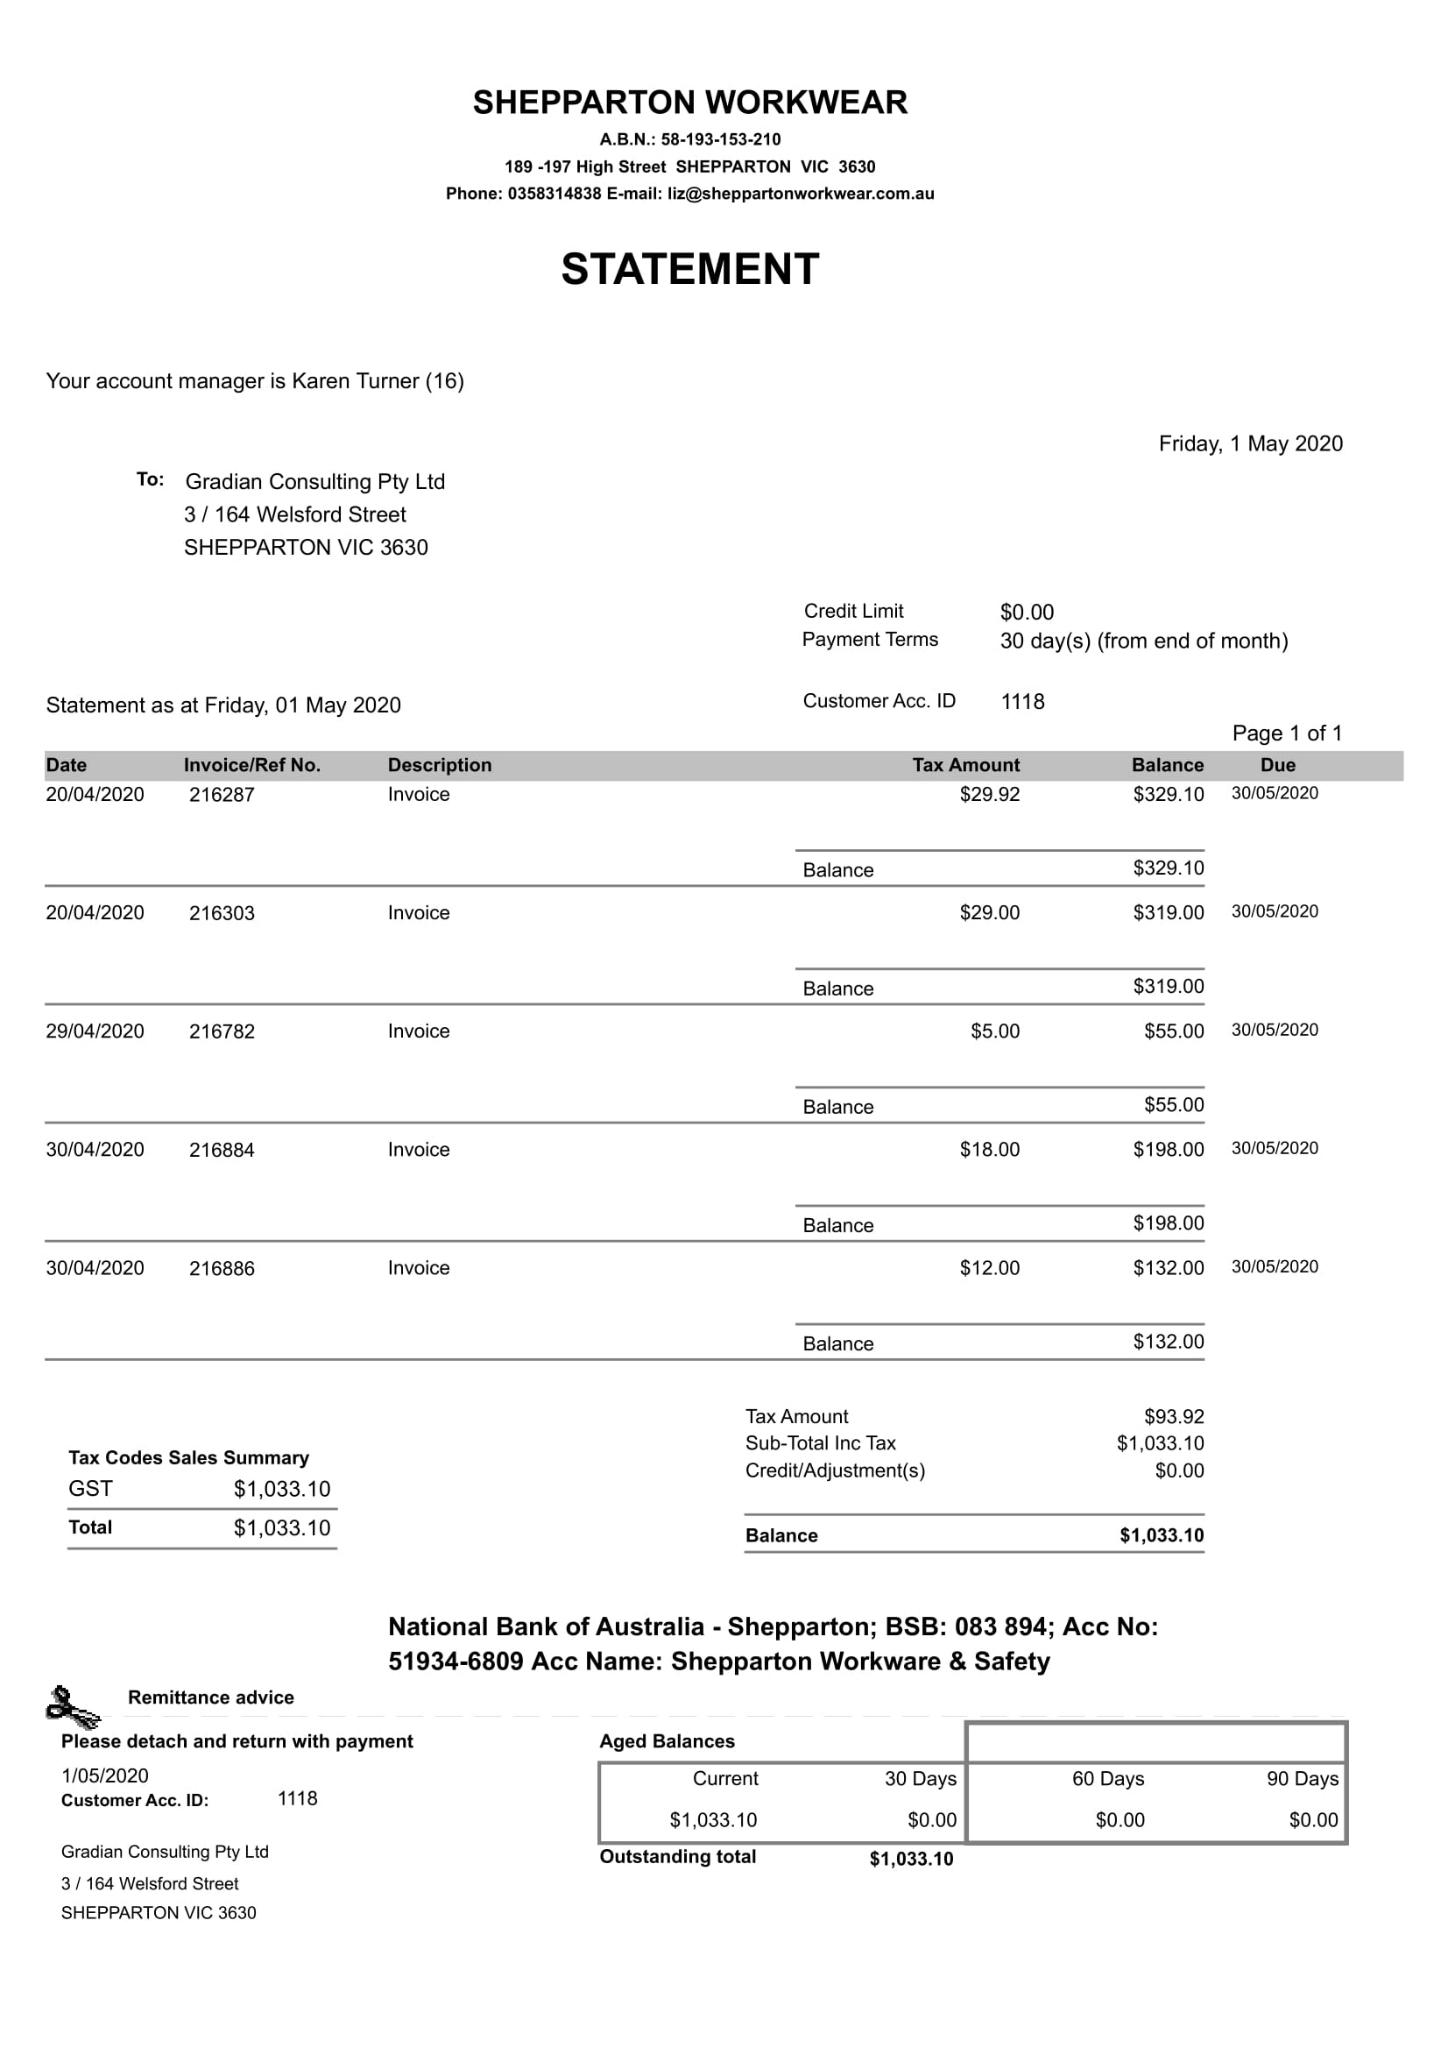 SHEPPARTON WORKWEAR
A.B.N.: 58-193-153-210
189 -197 High Street SHEPPARTON VIC 3630
Phone: 0358314838 E-mail: liz@sheppartonworkwear.com.au
STATEMENT
Your account manager is Karen Turner (16)
Friday, 1 May 2020
To: Gradian Consulting Pty Ltd
3 / 164 Welsford Street
SHEPPARTON VIC 3630
Credit Limit $0.00
Payment Terms 30 day(s) (from end of month)
Statement as at Friday, 01 May 2020 Customer Acc. ID 1118
Page 1 of 1
Date Invoice/Ref No. Description Tax Amount Balance Due
20/04/2020 216287 Invoice $29.92 $329.10 30/05/2020
Balance $329.10
20/04/2020 216303 Invoice $29.00 $319.00 30/05/2020
Balance $319.00
29/04/2020 216782 Invoice $5.00 $55.00 30/05/2020
Balance $55.00
30/04/2020 216884 Invoice $18.00 $198.00 30/05/2020
Balance $198.00
30/04/2020 216886 Invoice $12.00 $132.00 30/05/2020
Balance $132.00
Tax Amount $93.92
Sub-Total Inc Tax $1,033.10
Credit/Adjustment(s) $0.00
Balance $1,033.10
Tax Codes Sales Summary
GST $1,033.10
Total $1,033.10
National Bank of Australia - Shepparton; BSB: 083 894; Acc No:
51934-6809 Acc Name: Shepparton Workware & Safety
Remittance advice
Please detach and return with payment
1/05/2020
Customer Acc. ID: 1118
Gradian Consulting Pty Ltd
3 / 164 Welsford Street
SHEPPARTON VIC 3630
Aged Balances
Current 30 Days 60 Days 90 Days
$1,033.10 $0.00 $0.00 $0.00
Outstanding total $1,033.10